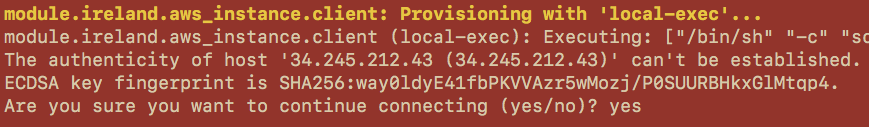 module.ireland.aws_instance.client: Provisioning with 'local-exec'...
module.ireland.aws_instance.client (local-exec): Executing: ["/bin/sh" "-c" "sc
The authenticity of host '34.245.212.43 (34.245.212.43)' can't be established.
ECDSA key fingerprint is SHA256:way0ldyE41fbPKVVAzr5wMozj/P0SUURBHkxGlMtqp4.
Are you sure you want to continue connecting (yes/no)? yes